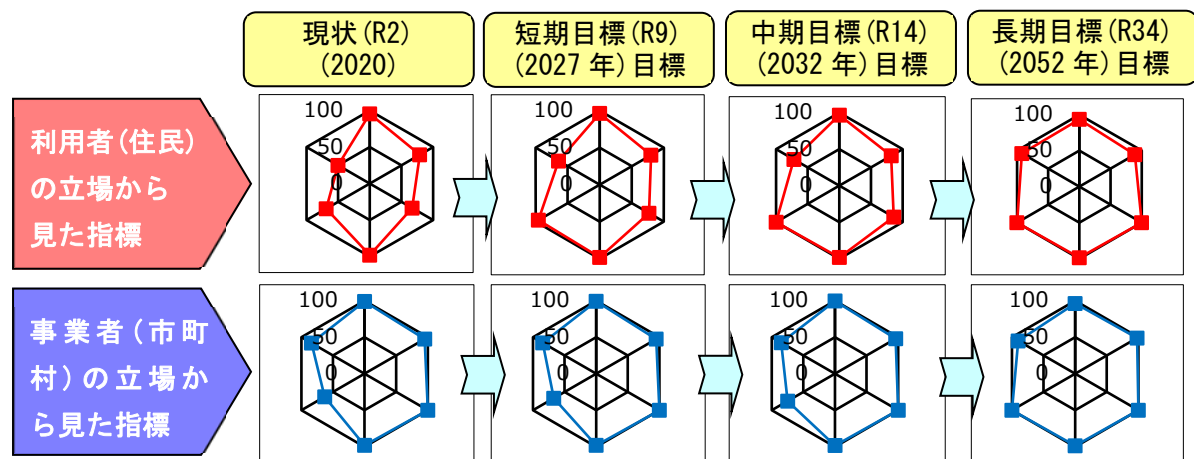 現状(R2)
(2020)
短期目標(R9)
(2027 年)目標
中期目標(R14)
(2032 年)目標
長期目標(R34)
(2052 年)目標
利用者(住民)
の立場から
見た指標
100
50
0
100
50
0
100
50
0
100
50
0
事業者(市町
村)の立場か
ら見た指標
100
50
0
100
50
0
100
50
0
100
50
0